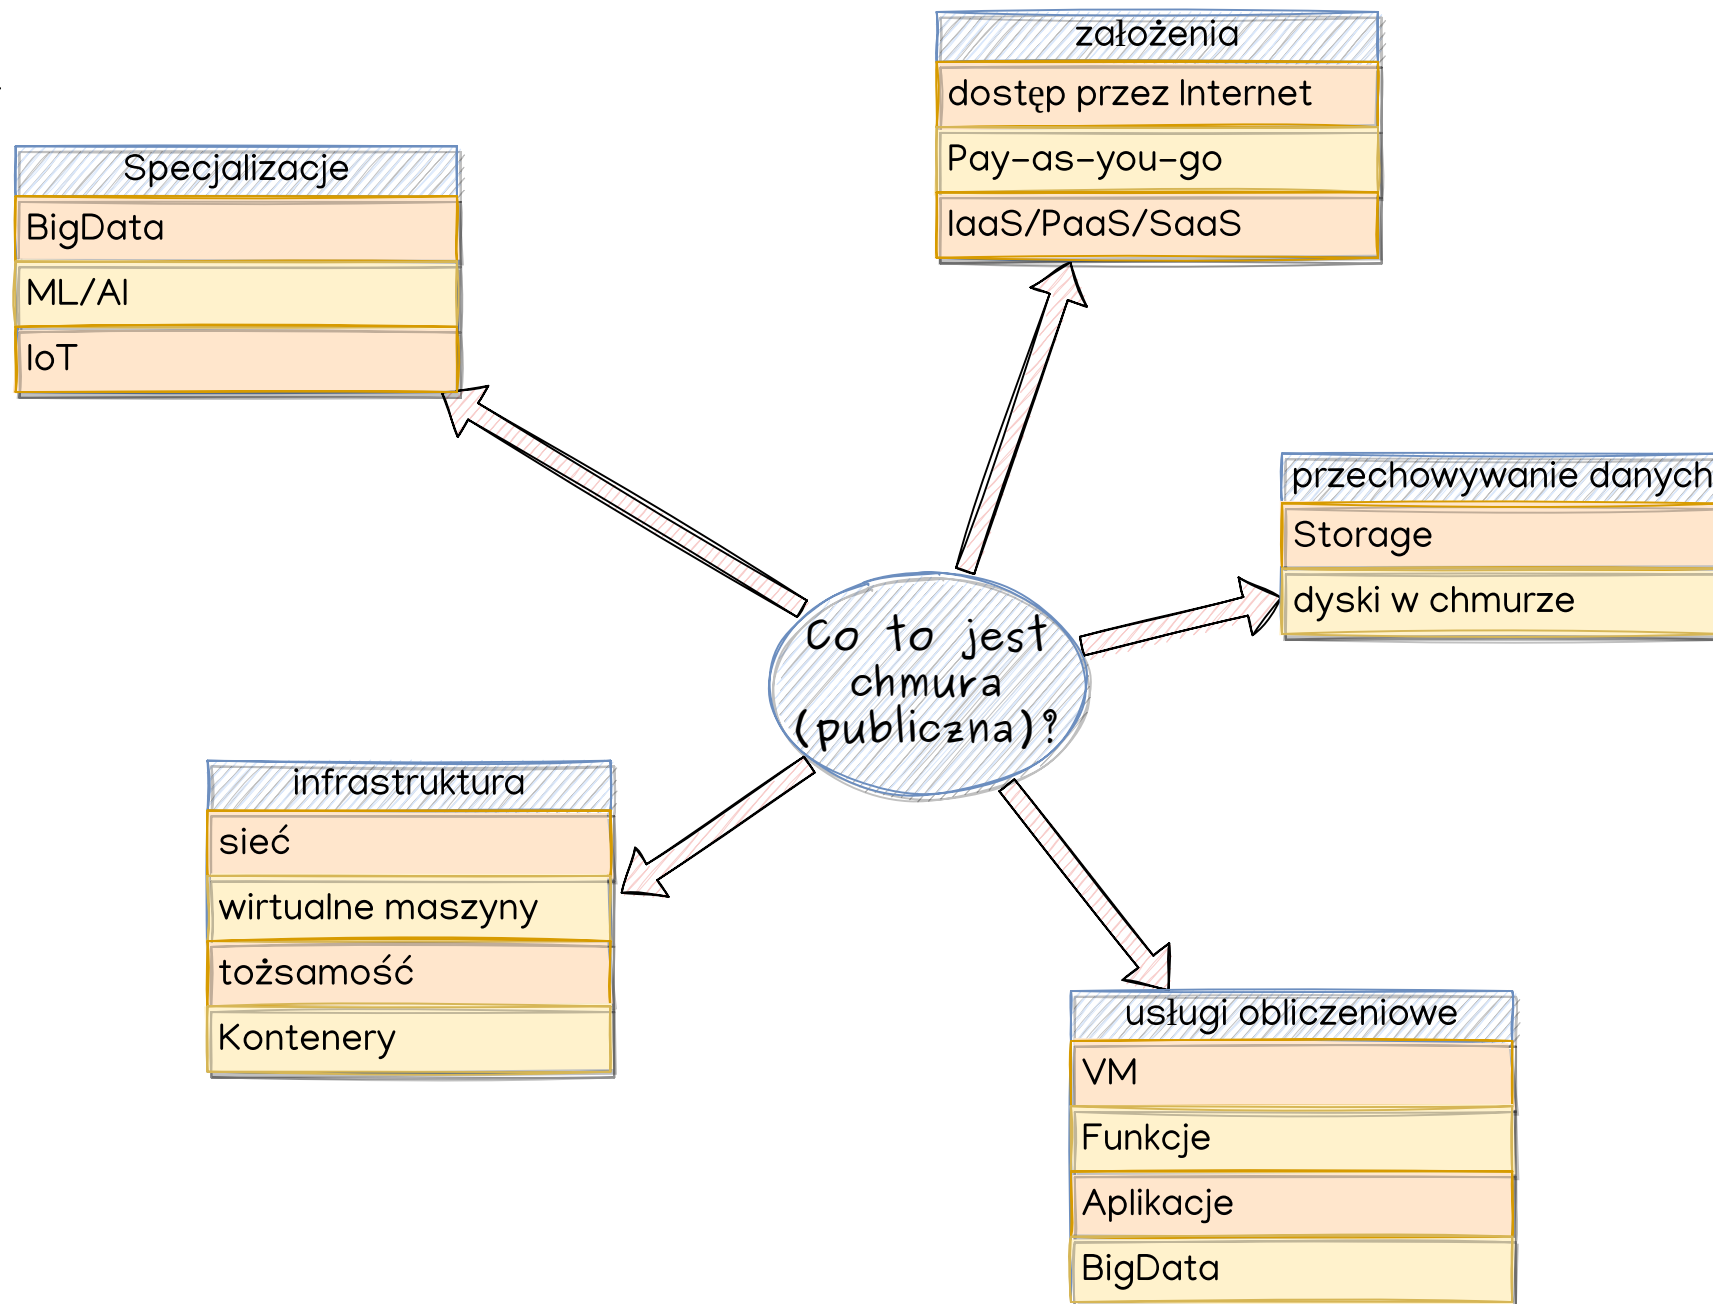 założenia
dostęp przez Internet
Pay-as-you-go
IaaS/PaaS/SaaS
Specjalizacje
BigData
ML/AI
IoT
przechowywanie danych
Storage
dyski w chmurze
Co to jest
chmura
(publiczna)?
infrastruktura
sieć
wirtualne maszyny
tożsamość
Kontenery
usługi obliczeniowe
VM
Funkcje
Aplikacje
BigData